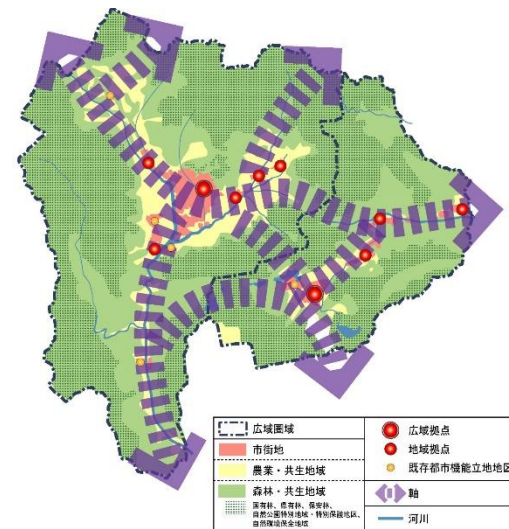 広域圏域
市街地
農業・共生地域
森林・共生地域
国有林、県有林、保安林、
自然公園特別地域・特別保護地区、
自然環境保全地域
広域拠点
地域拠点
既存都市機能立地地区
軸
河川